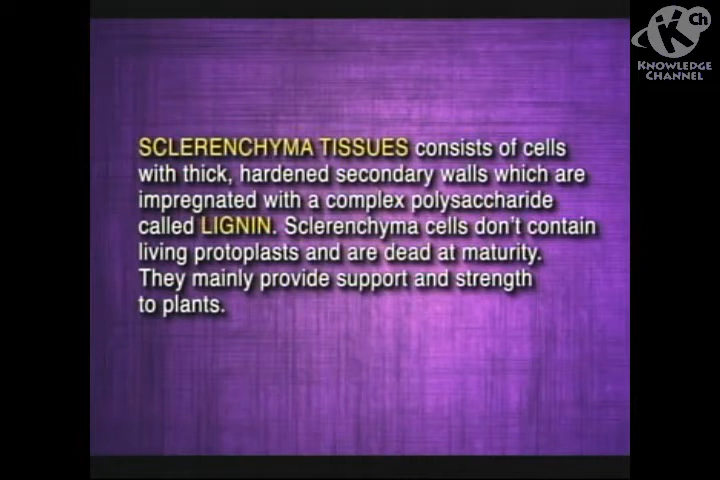 Ch
K
KNOWLEDGE
CHANNEL
SCLERENCHYMA TISSUES consists of cells
with thick, hardened secondary walls which are
impregnated with a complex polysaccharide
called LIGNIN. Sclerenchyma cells don't contain
living protoplasts and are dead at maturity.
They mainly provide support and strength
to plants.